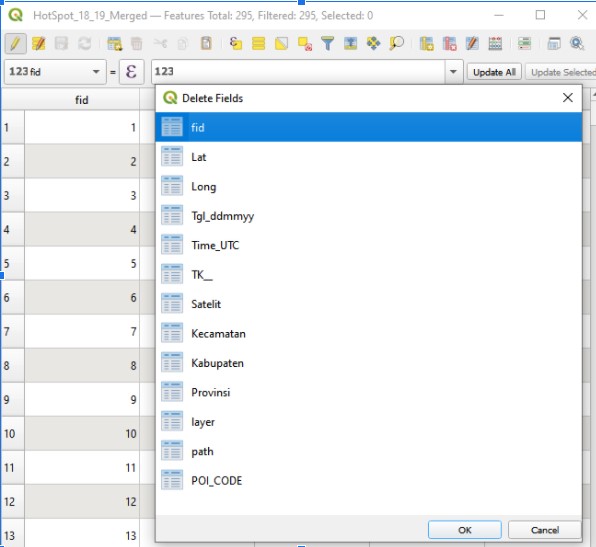 HotSpot_18_19_Merged — Features Total: 295, Filtered: 295, Selected: 0
123 fid = ε 123 Update All Update Selected
fid
Delete Fields
1 1
2 2
3 3
4 4
5 5
6 6
7 7
8 8
9 9
10 10
11 11
12 12
13 13
fid
Lat
Long
Tgl_ddmmyy
Time_UTC
TK__
Satelit
Kecamatan
Kabupaten
Provinsi
layer
path
POI_CODE
OK Cancel